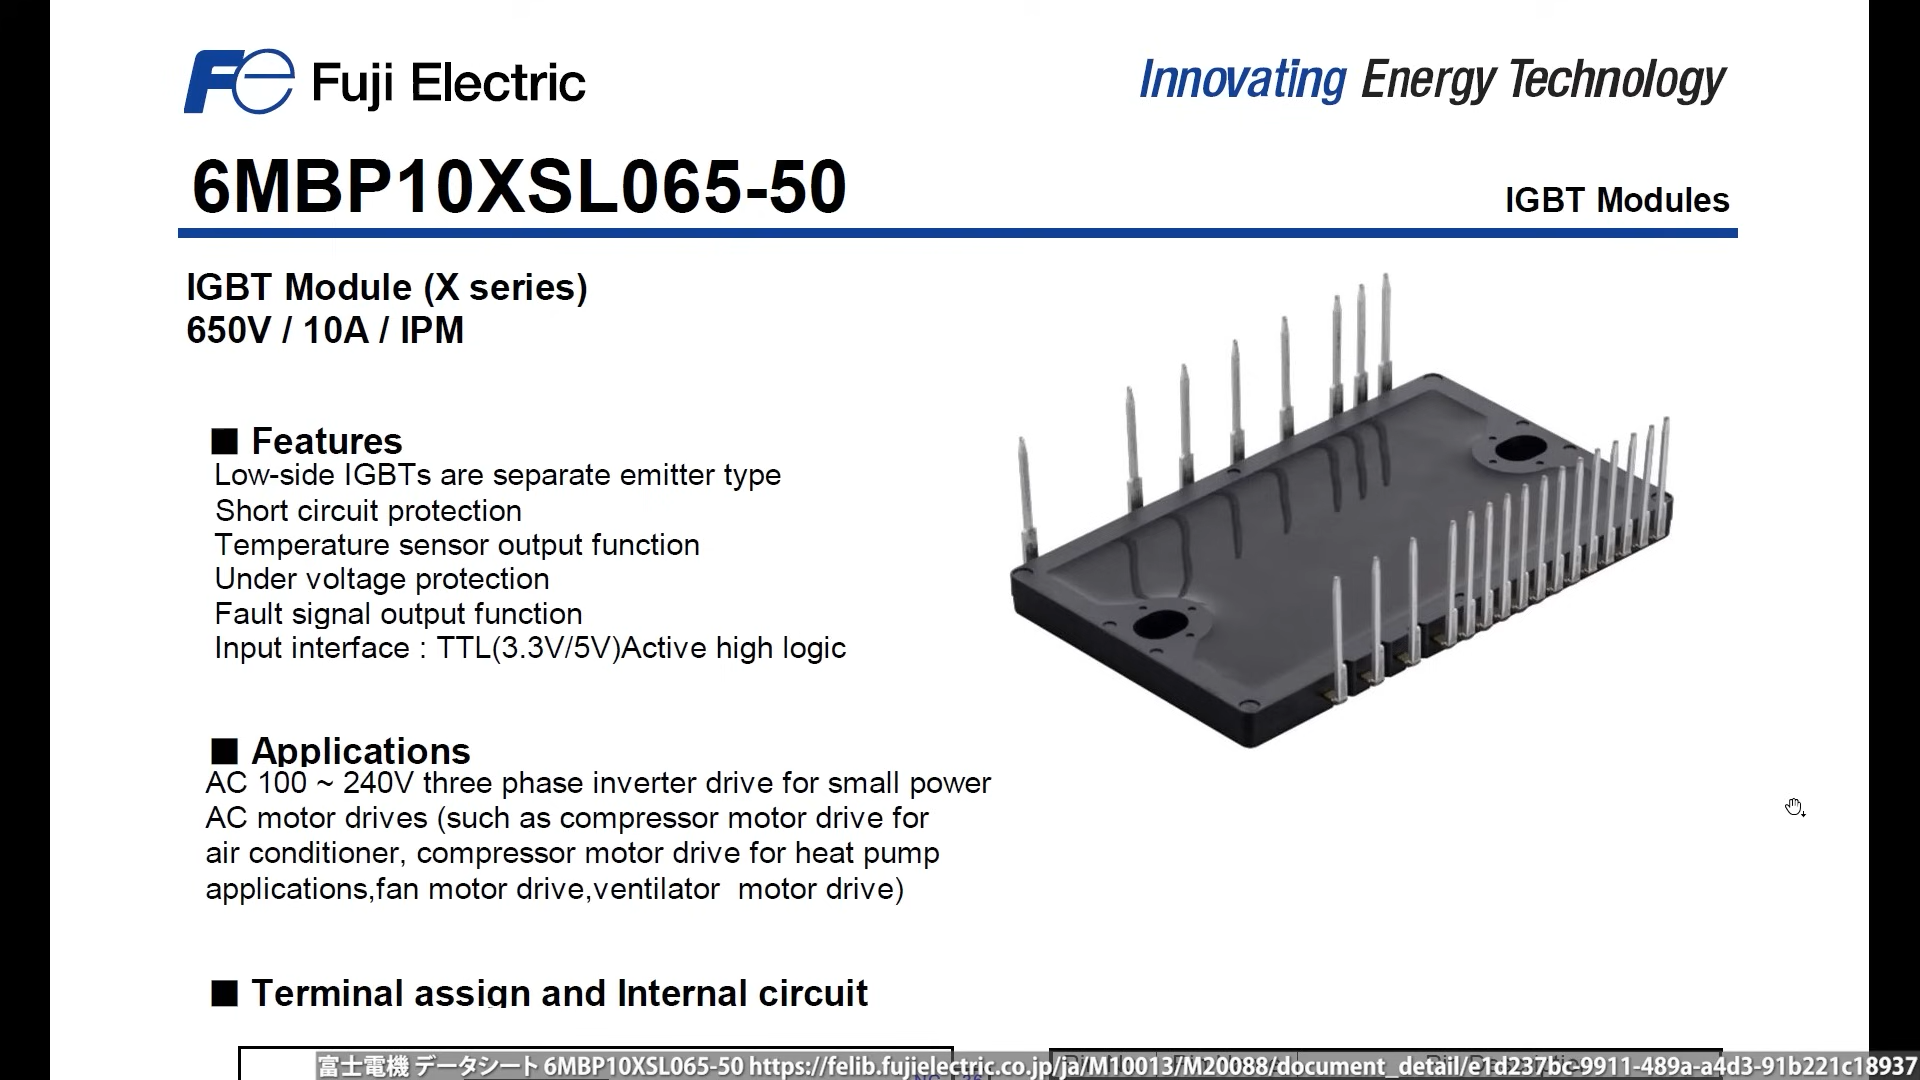 Fuji Electric
Innovating Energy Technology
6MBP10XSL065-50
IGBT Modules
IGBT Module (X series)
650V / 10A / IPM
■ Features
Low-side IGBTs are separate emitter type
Short circuit protection
Temperature sensor output function
Under voltage protection
Fault signal output function
Input interface : TTL(3.3V/5V)Active high logic
■ Applications
AC 100 ~ 240V three phase inverter drive for small power
AC motor drives (such as compressor motor drive for
air conditioner, compressor motor drive for heat pump
applications,fan motor drive,ventilator  motor drive)
■ Terminal assign and Internal circuit
富士電機 データシート 6MBP10XSL065-50 https://felib.fujielectric.co.jp/ja/M10013/M20088/document_detail/e1d237bc-9911-489a-a4d3-91b221c18937